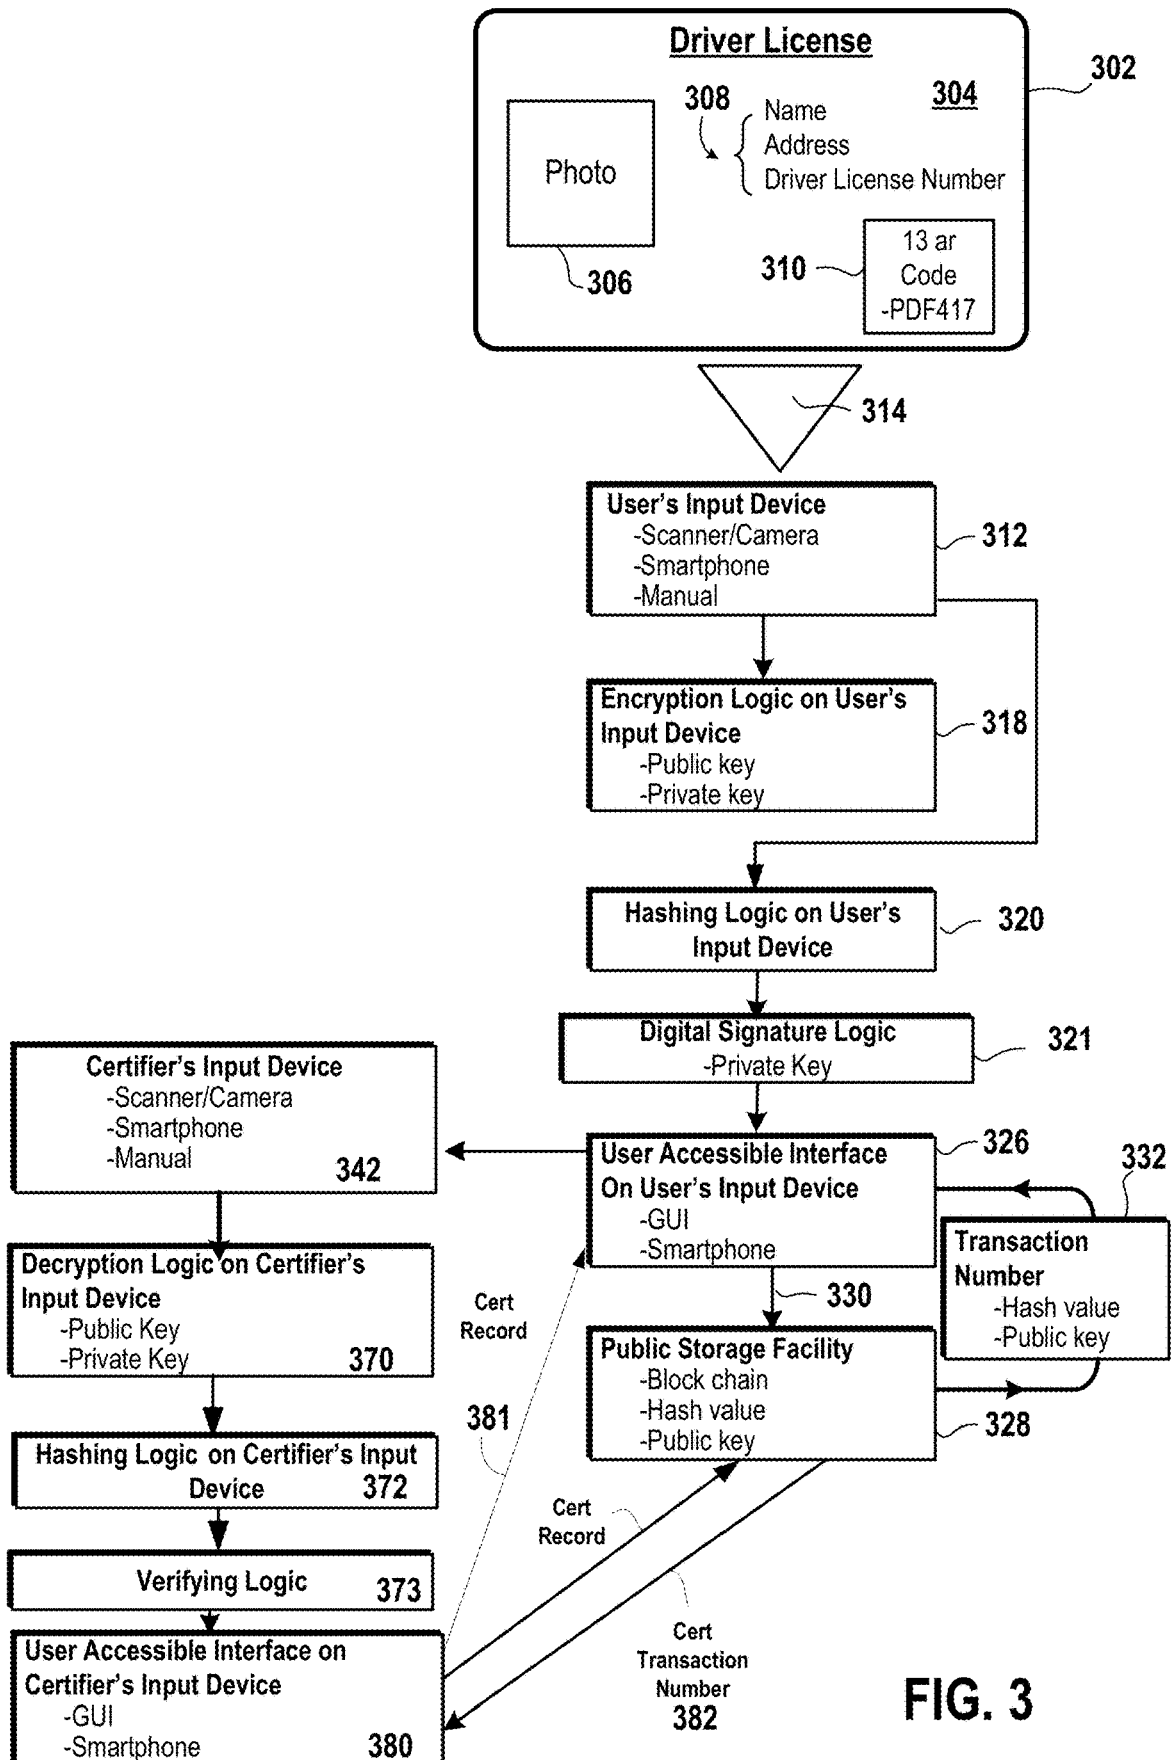 Driver License
302
304
308
Name
Address
Driver License Number
Photo
306
310
13 ar
Code
-PDF417
314
User's Input Device
-Scanner/Camera
-Smartphone
-Manual
312
Encryption Logic on User's
Input Device
-Public key
-Private key
318
Hashing Logic on User's
Input Device
320
Digital Signature Logic
-Private Key
321
Certifier's Input Device
-Scanner/Camera
-Smartphone
-Manual
342
User Accessible Interface
On User's Input Device
-GUI
-Smartphone
326
332
Transaction
Number
-Hash value
-Public key
330
Decryption Logic on Certifier's
Input Device
-Public Key
-Private Key
370
Cert
Record
381
Public Storage Facility
-Block chain
-Hash value
-Public key
328
Hashing Logic on Certifier's Input
Device
372
Cert
Record
Verifying Logic
373
User Accessible Interface on
Certifier's Input Device
-GUI
-Smartphone
380
Cert
Transaction
Number
382
FIG. 3